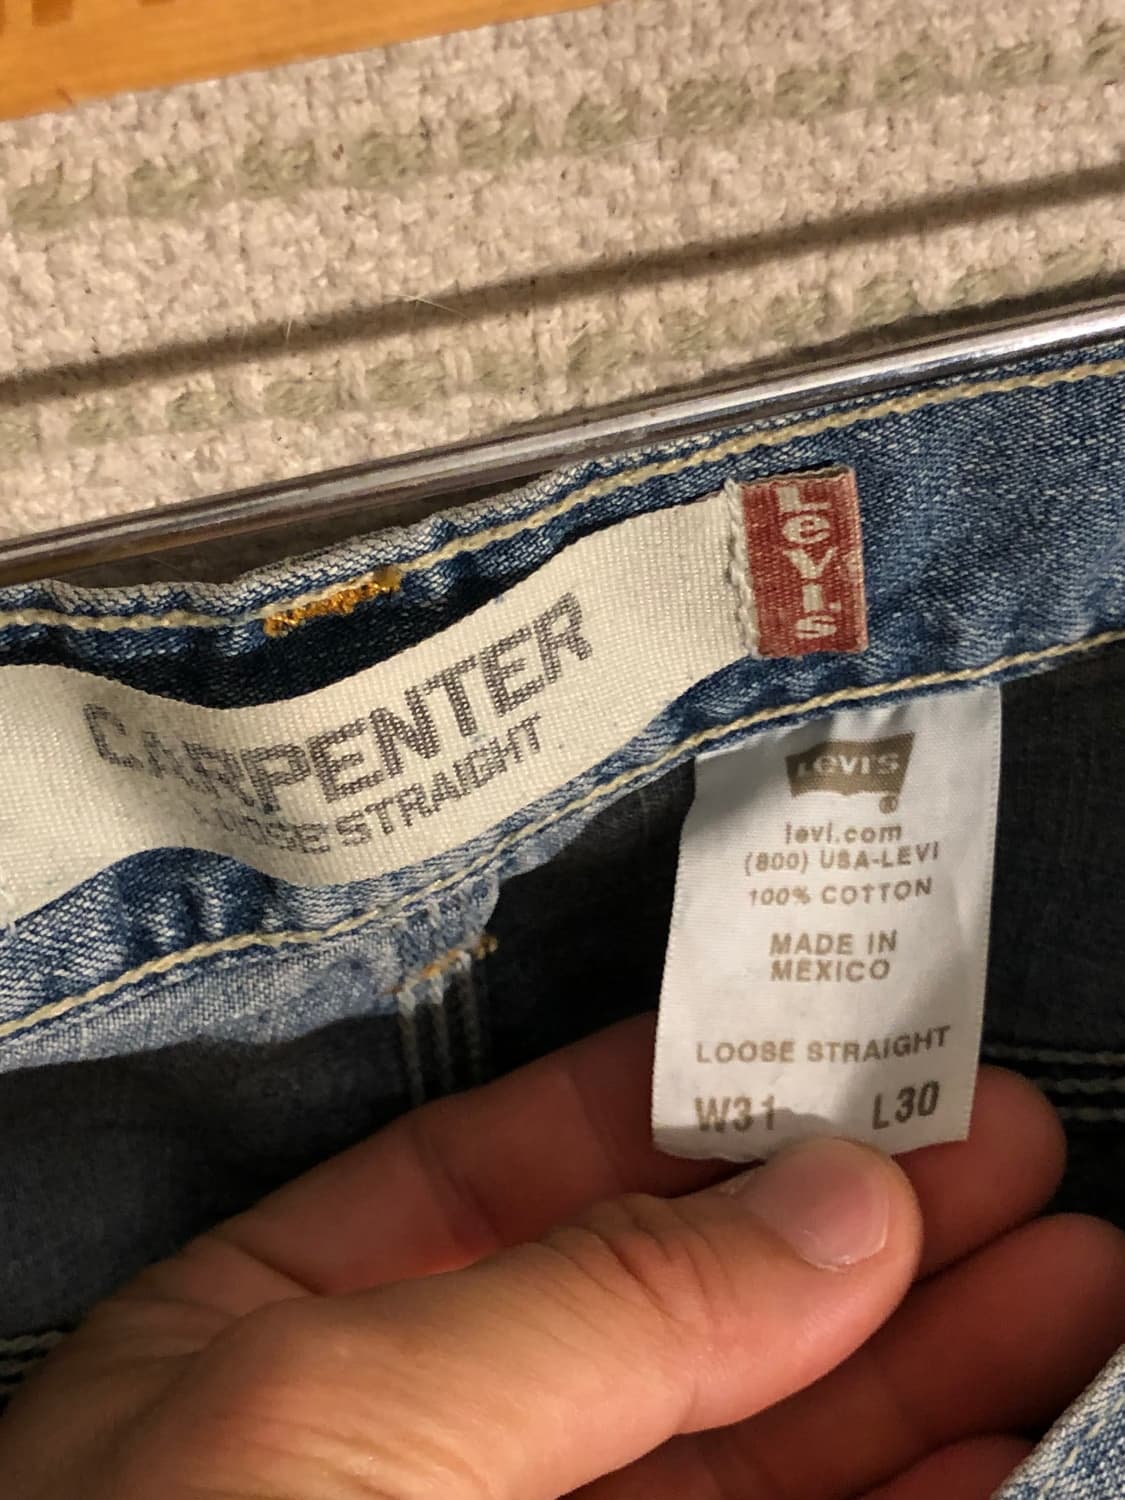 CARPENTER
LOOSE STRAIGHT
LEVI'S
LEVI'S
®
levi.com
(800) USA-LEVI
100% COTTON
MADE IN
MEXICO
LOOSE STRAIGHT
W31 L30